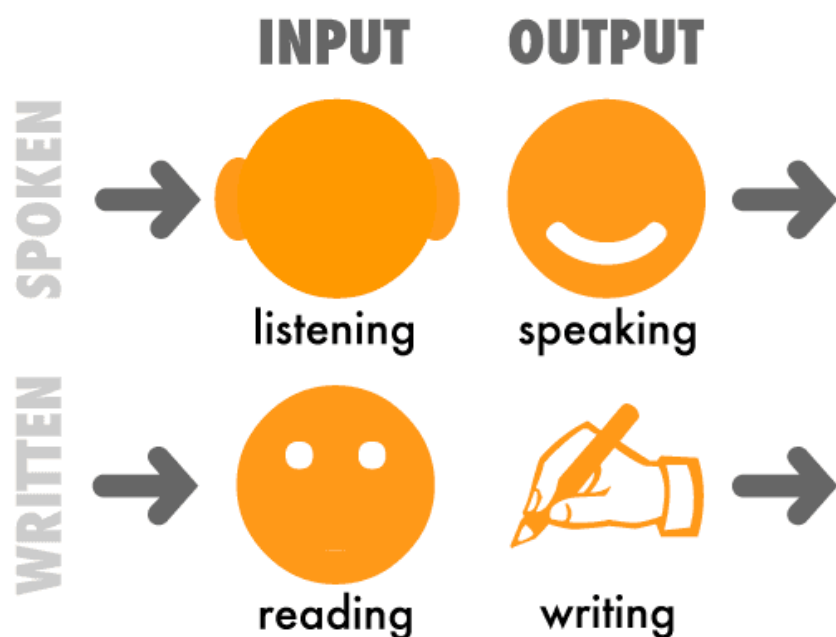 INPUT OUTPUT
SPOKEN
listening speaking
WRITTEN
reading writing